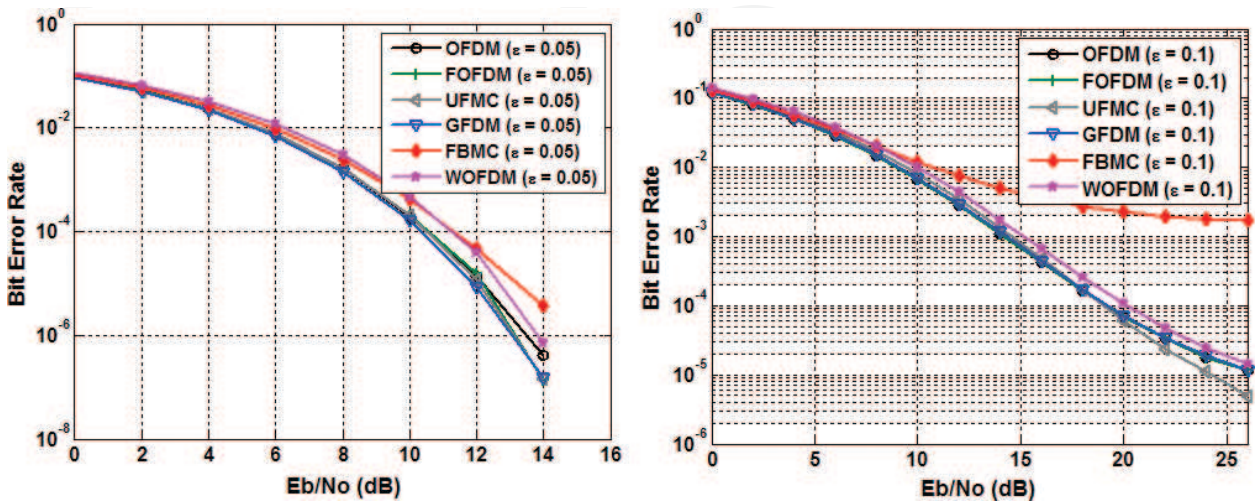 10^0
10^-2
10^-4
10^-6
10^-8
Bit Error Rate
0 2 4 6 8 10 12 14 16
Eb/No (dB)
OFDM (ε = 0.05)
FOFDM (ε = 0.05)
UFMC (ε = 0.05)
GFDM (ε = 0.05)
FBMC (ε = 0.05)
WOFDM (ε = 0.05)
10^0
10^-1
10^-2
10^-3
10^-4
10^-5
10^-6
Bit Error Rate
0 5 10 15 20 25
Eb/No (dB)
OFDM (ε = 0.1)
FOFDM (ε = 0.1)
UFMC (ε = 0.1)
GFDM (ε = 0.1)
FBMC (ε = 0.1)
WOFDM (ε = 0.1)